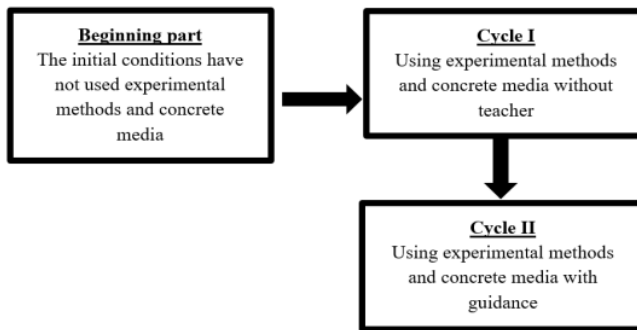 Beginning part
The initial conditions have
not used experimental
methods and concrete
media
Cycle I
Using experimental methods
and concrete media without
teacher
Cycle II
Using experimental methods
and concrete media with
guidance